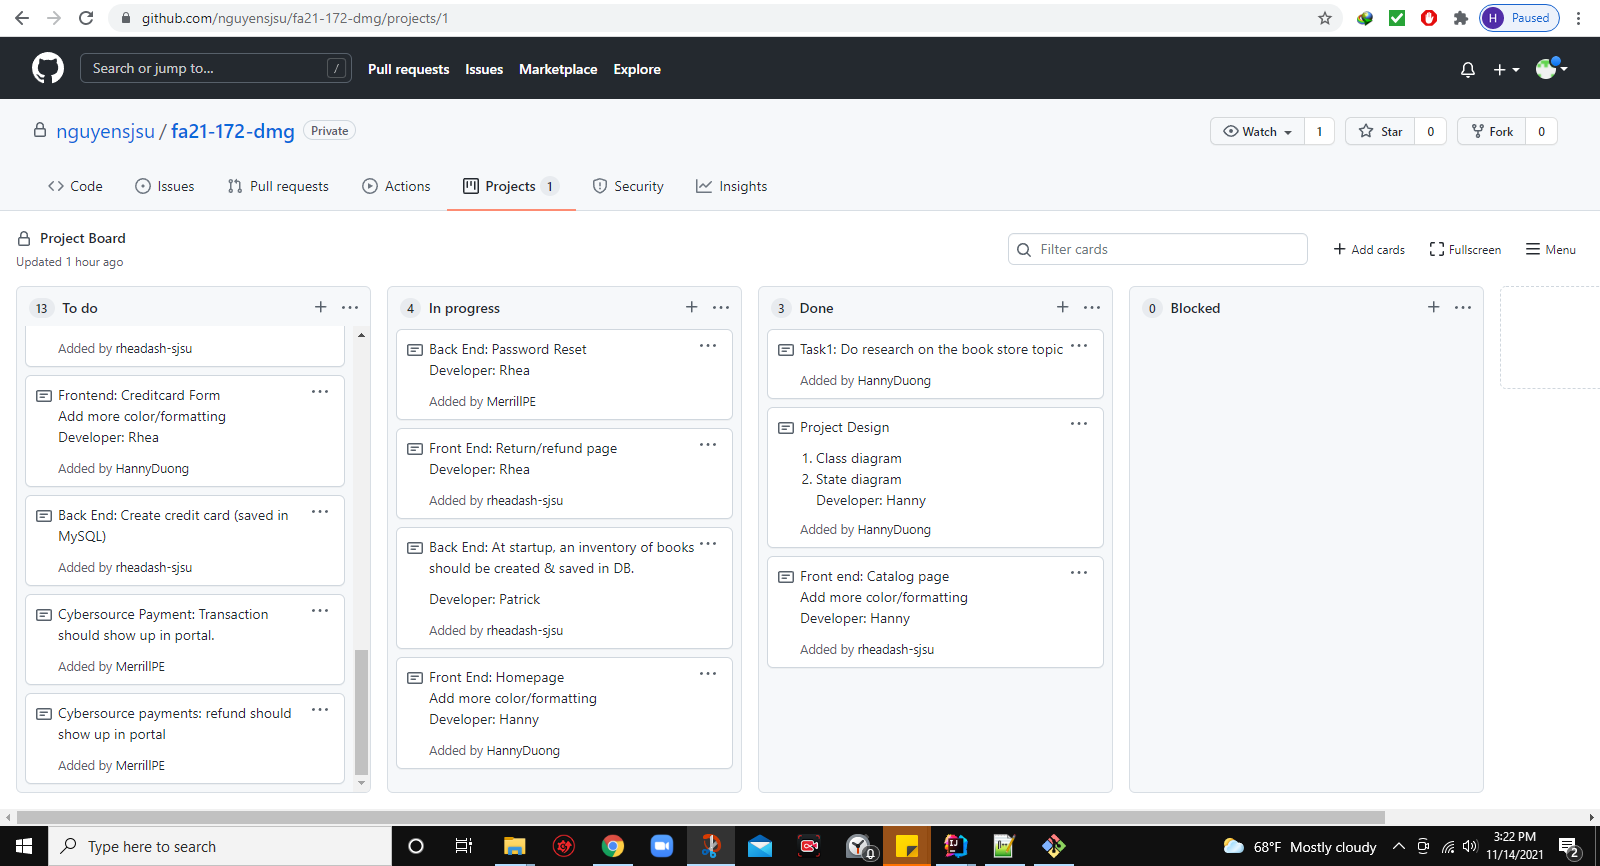 github.com/nguyensjsu/fa21-172-dmg/projects/1
H Paused
Search or jump to... /
Pull requests Issues Marketplace Explore
nguyensjsu / fa21-172-dmg Private
Watch 1 Star 0 Fork 0
Code Issues Pull requests Actions Projects 1 Security Insights
Project Board
Updated 1 hour ago
Filter cards
Add cards Fullscreen Menu
13 To do
Added by rheadash-sjsu
Frontend: Creditcard Form
Add more color/formatting
Developer: Rhea
Added by HannyDuong
Back End: Create credit card (saved in
MySQL)
Added by rheadash-sjsu
Cybersource Payment: Transaction
should show up in portal.
Added by MerrillPE
Cybersource payments: refund should
show up in portal
Added by MerrillPE
4 In progress
Back End: Password Reset
Developer: Rhea
Added by MerrillPE
Front End: Return/refund page
Developer: Rhea
Added by rheadash-sjsu
Back End: At startup, an inventory of books
should be created & saved in DB.
Developer: Patrick
Added by rheadash-sjsu
Front End: Homepage
Add more color/formatting
Developer: Hanny
Added by HannyDuong
3 Done
Task1: Do research on the book store topic
Added by HannyDuong
Project Design
1. Class diagram
2. State diagram
Developer: Hanny
Added by HannyDuong
Front end: Catalog page
Add more color/formatting
Developer: Hanny
Added by rheadash-sjsu
0 Blocked
Type here to search
68°F Mostly cloudy
3:22 PM
11/14/2021
2